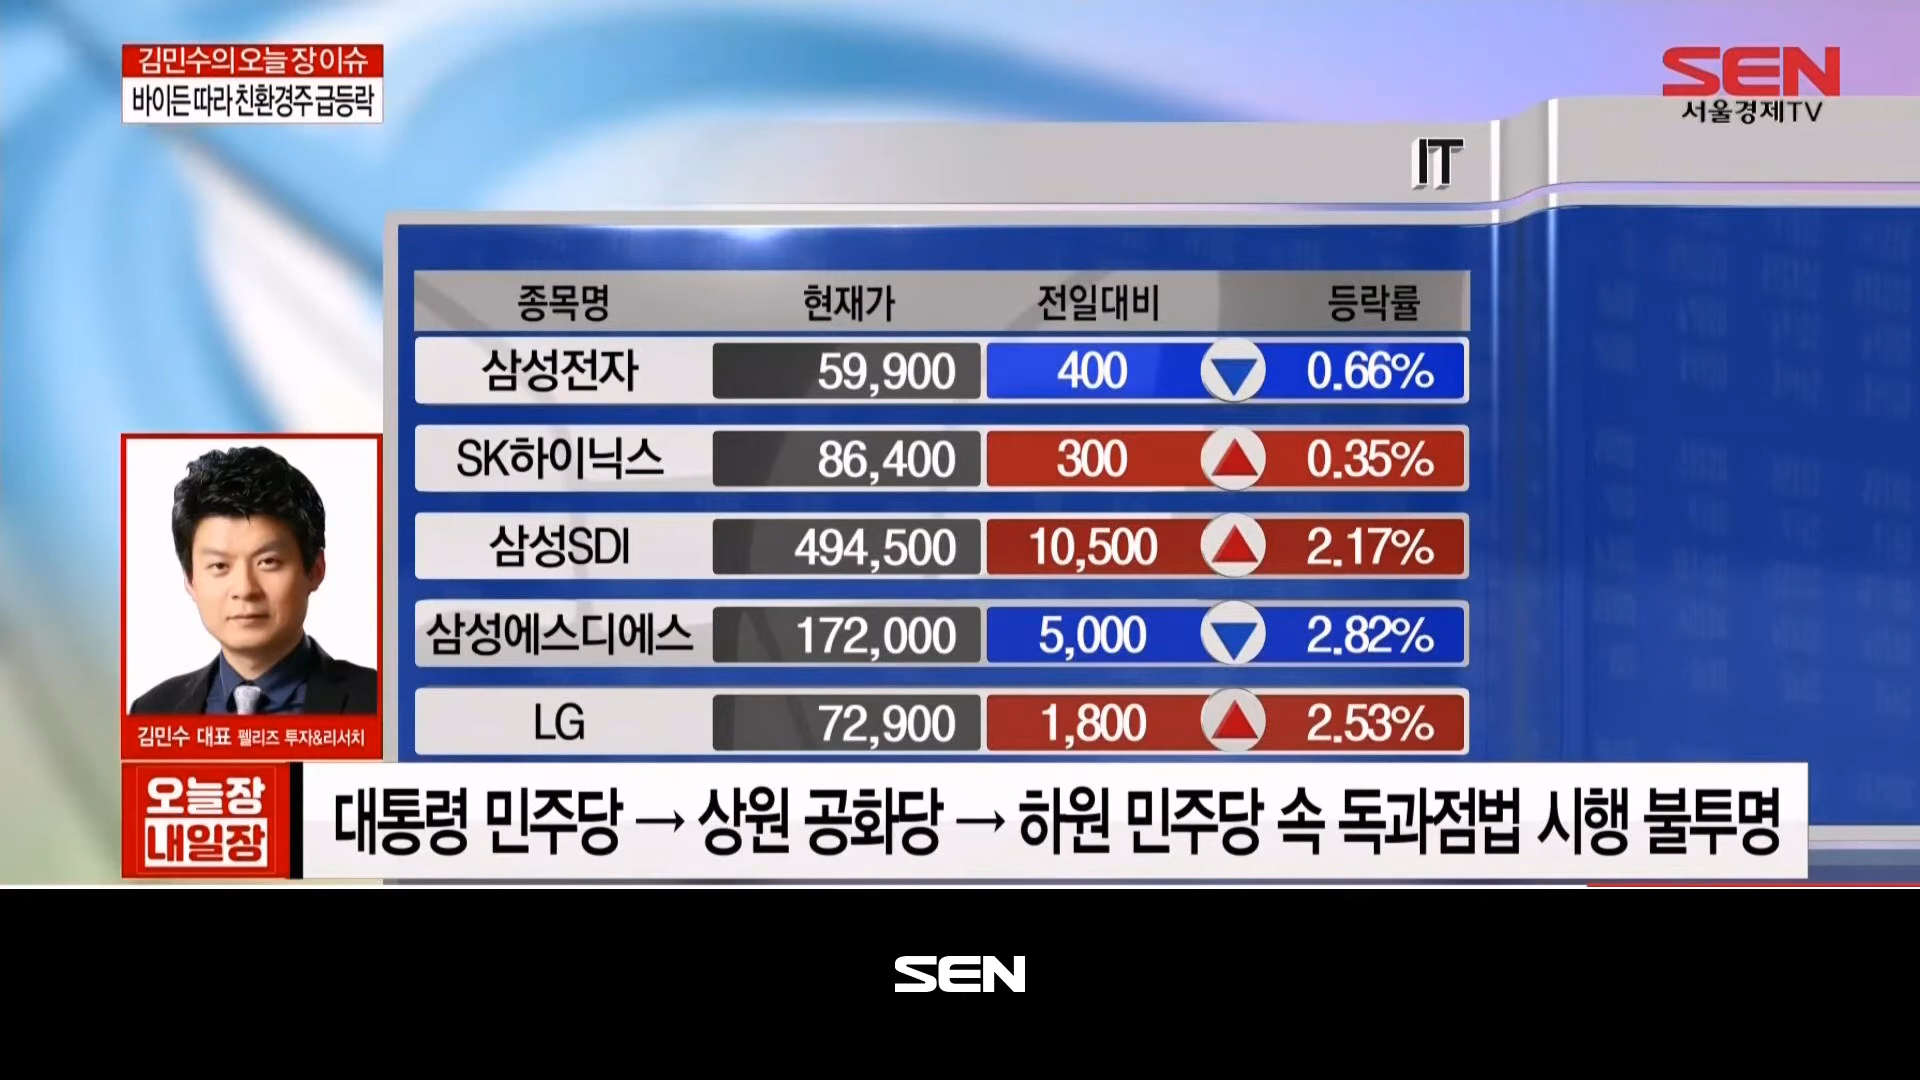 김민수의 오늘 장 이슈
바이든 따라 친환경주 급등락
SEN
서울경제TV
IT
종목명 현재가 전일대비 등락률
삼성전자 59,900 400 ▼ 0.66%
SK하이닉스 86,400 300 ▲ 0.35%
삼성SDI 494,500 10,500 ▲ 2.17%
삼성에스디에스 172,000 5,000 ▼ 2.82%
LG 72,900 1,800 ▲ 2.53%
김민수 대표 펠리즈 투자&리서치
오늘장
내일장
대통령 민주당 → 상원 공화당 → 하원 민주당 속 독과점법 시행 불투명
SEN